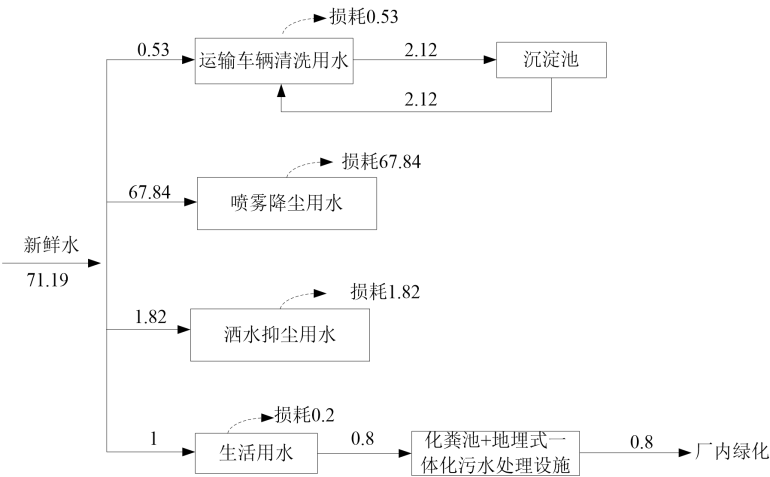 损耗0.53
0.53
运输车辆清洗用水
2.12
沉淀池
2.12
损耗67.84
67.84
喷雾降尘用水
新鲜水
71.19
损耗1.82
1.82
洒水抑尘用水
损耗0.2
1
生活用水
0.8
化粪池+地埋式一
体化污水处理设施
0.8
厂内绿化